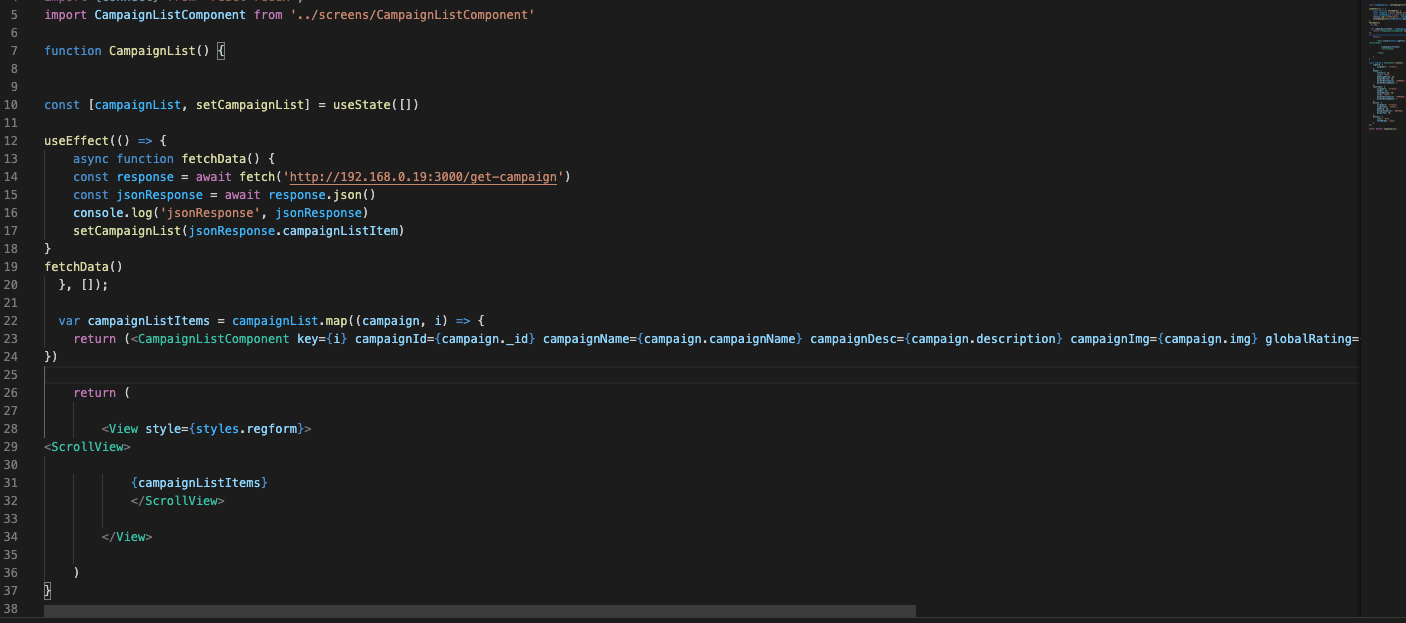 5 import CampaignListComponent from '../screens/CampaignListComponent'
6
7 function CampaignList() {
8
9
10 const [campaignList, setCampaignList] = useState([])
11
12 useEffect(() => {
13 async function fetchData() {
14 const response = await fetch('http://192.168.0.19:3000/get-campaign')
15 const jsonResponse = await response.json()
16 console.log('jsonResponse', jsonResponse)
17 setCampaignList(jsonResponse.campaignListItem)
18 }
19 fetchData()
20 }, []);
21
22 var campaignListItems = campaignList.map((campaign, i) => {
23 return (<CampaignListComponent key={i} campaignId={campaign._id} campaignName={campaign.campaignName} campaignDesc={campaign.description} campaignImg={campaign.img} globalRating=
24 })
25
26 return (
27
28 <View style={styles.regform}>
29 <ScrollView>
30
31 {campaignListItems}
32 </ScrollView>
33
34 </View>
35
36 )
37 }
38